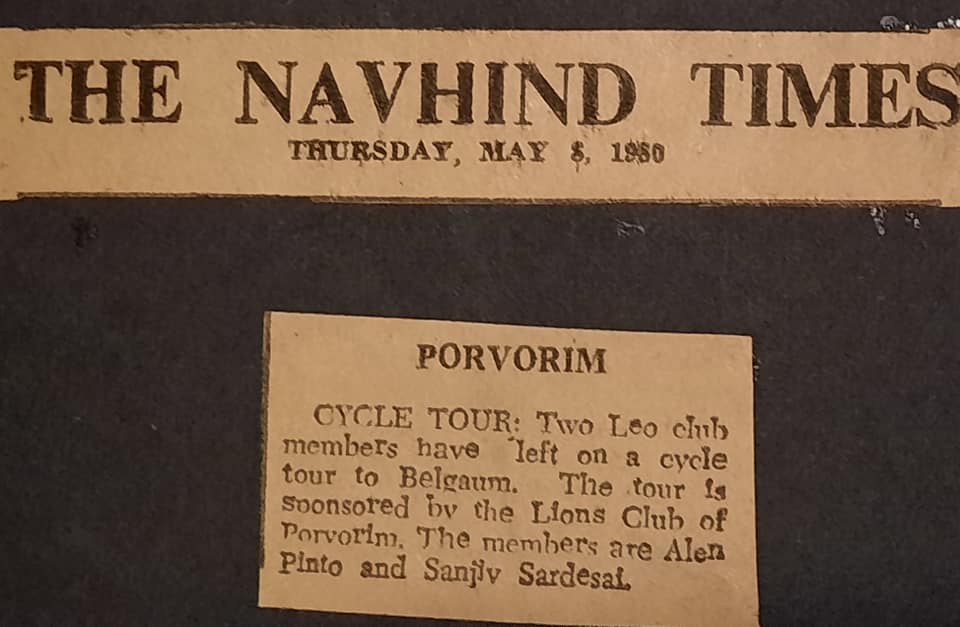 THE NAVHIND TIMES
THURSDAY, MAY 8, 1980
PORVORIM
CYCLE TOUR: Two Leo club
members have left on a cycle
tour to Belgaum. The tour is
sponsored by the Lions Club of
Porvorim. The members are Alen
Pinto and Sanjiv Sardesai.